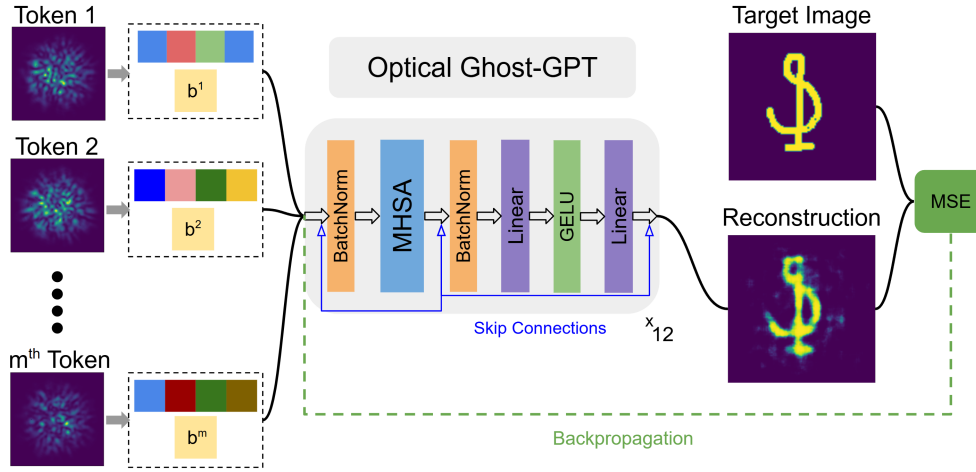 Token 1
b¹
Token 2
b²
mᵗʰ Token
bᵐ
Optical Ghost-GPT
BatchNorm
MHSA
BatchNorm
Linear
GELU
Linear
Skip Connections
x12
Target Image
Reconstruction
MSE
Backpropagation